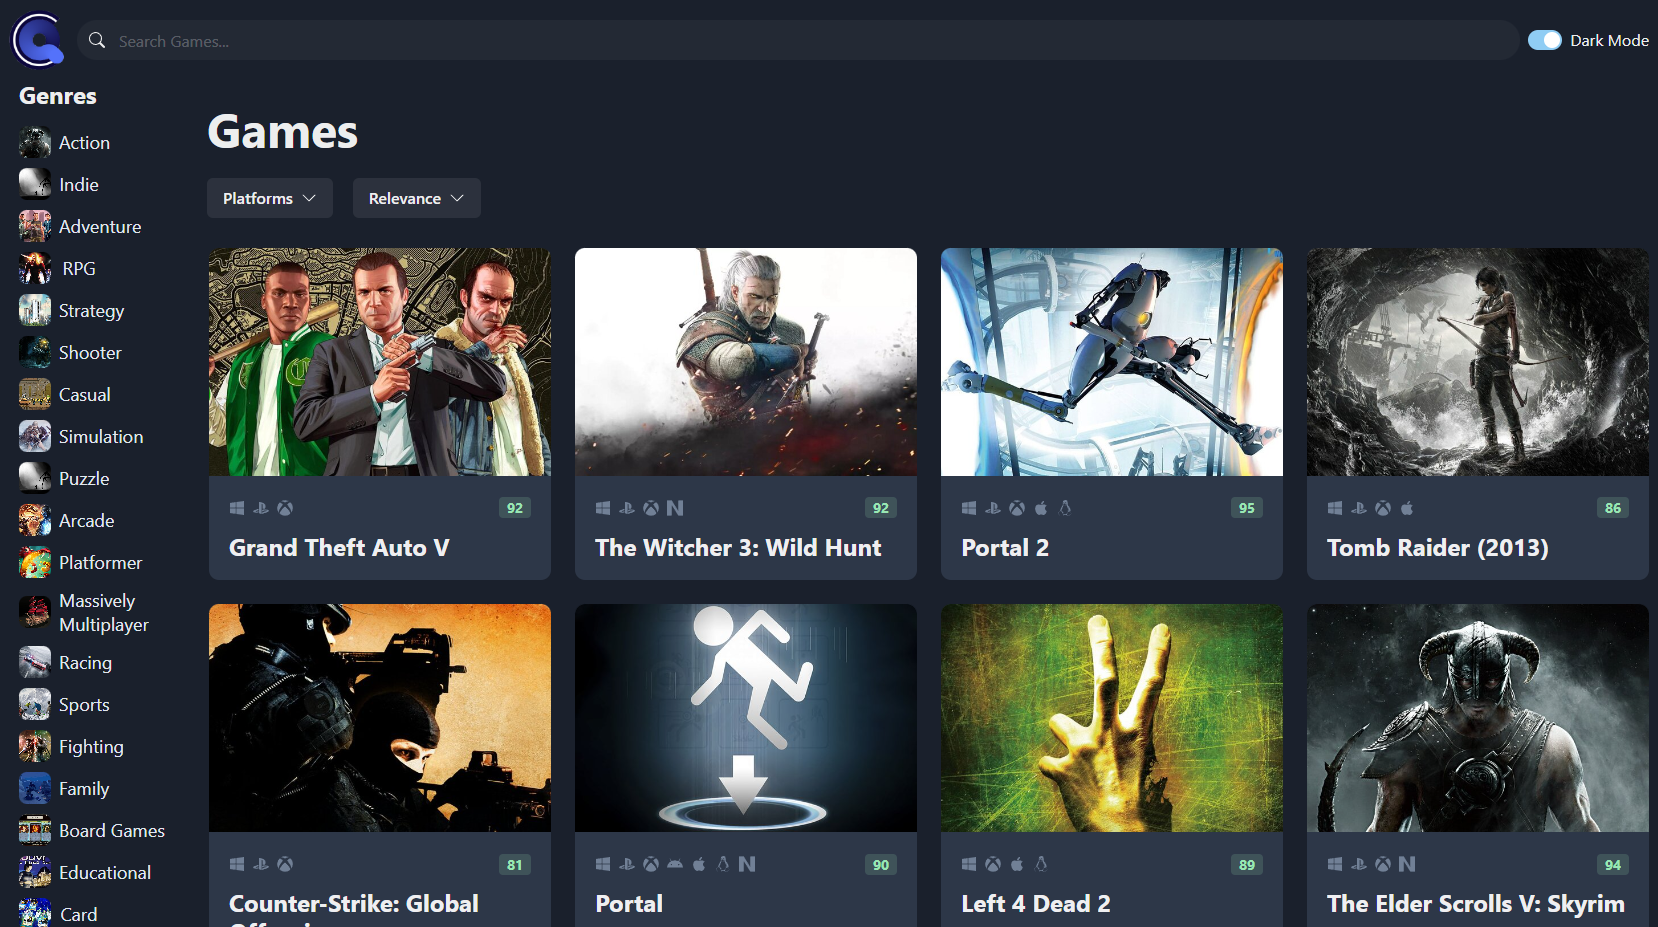 Search Games...
Dark Mode
Genres
Action
Indie
Adventure
RPG
Strategy
Shooter
Casual
Simulation
Puzzle
Arcade
Platformer
Massively
Multiplayer
Racing
Sports
Fighting
Family
Board Games
Educational
Card
Games
Platforms
Relevance
92
Grand Theft Auto V
92
The Witcher 3: Wild Hunt
95
Portal 2
86
Tomb Raider (2013)
81
Counter-Strike: Global
90
Portal
89
Left 4 Dead 2
94
The Elder Scrolls V: Skyrim